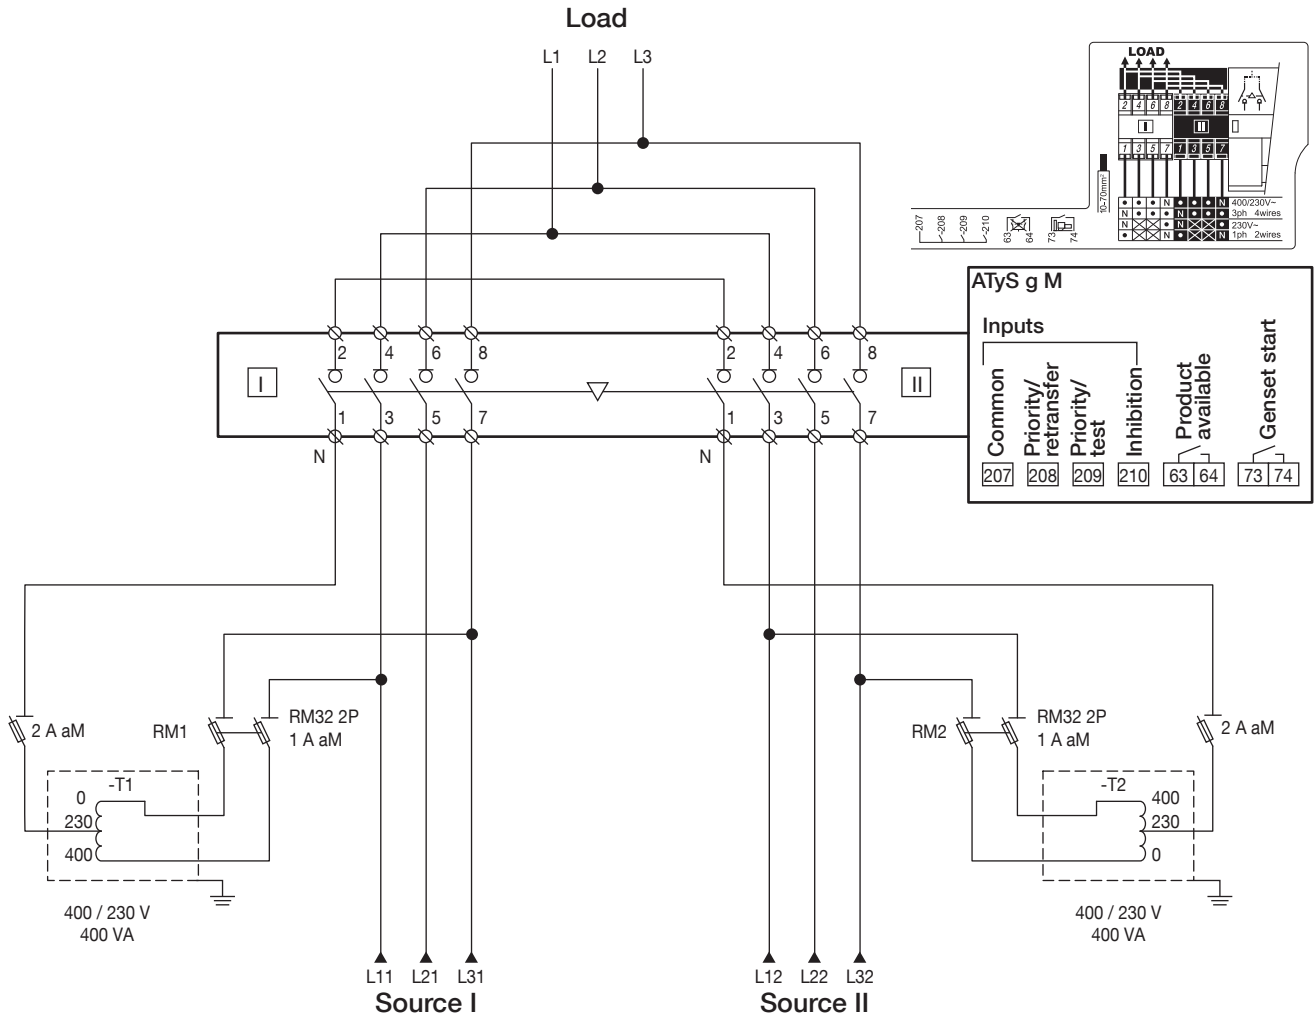 Load
L1 L2 L3
LOAD
2 4 6 8 2 4 6 8
I II
1 3 5 7 1 3 5 7
10-70mm²
N N 400/230V~
N 3ph 4wires
N N 230V~
N N 1ph 2wires
207 208 209 210 63 64 73 74
ATyS g M
Inputs
Common
Priority/
retransfer
Priority/
test
Inhibition
Product
available
Genset start
207 208 209 210 63 64 73 74
2 4 6 8 2 4 6 8
I II
1 3 5 7 1 3 5 7
N N
2 A aM
RM1
RM32 2P
1 A aM
RM2
RM32 2P
1 A aM
2 A aM
-T1
0
230
400
-T2
400
230
0
400 / 230 V
400 VA
400 / 230 V
400 VA
L11 L21 L31 L12 L22 L32
Source I Source II